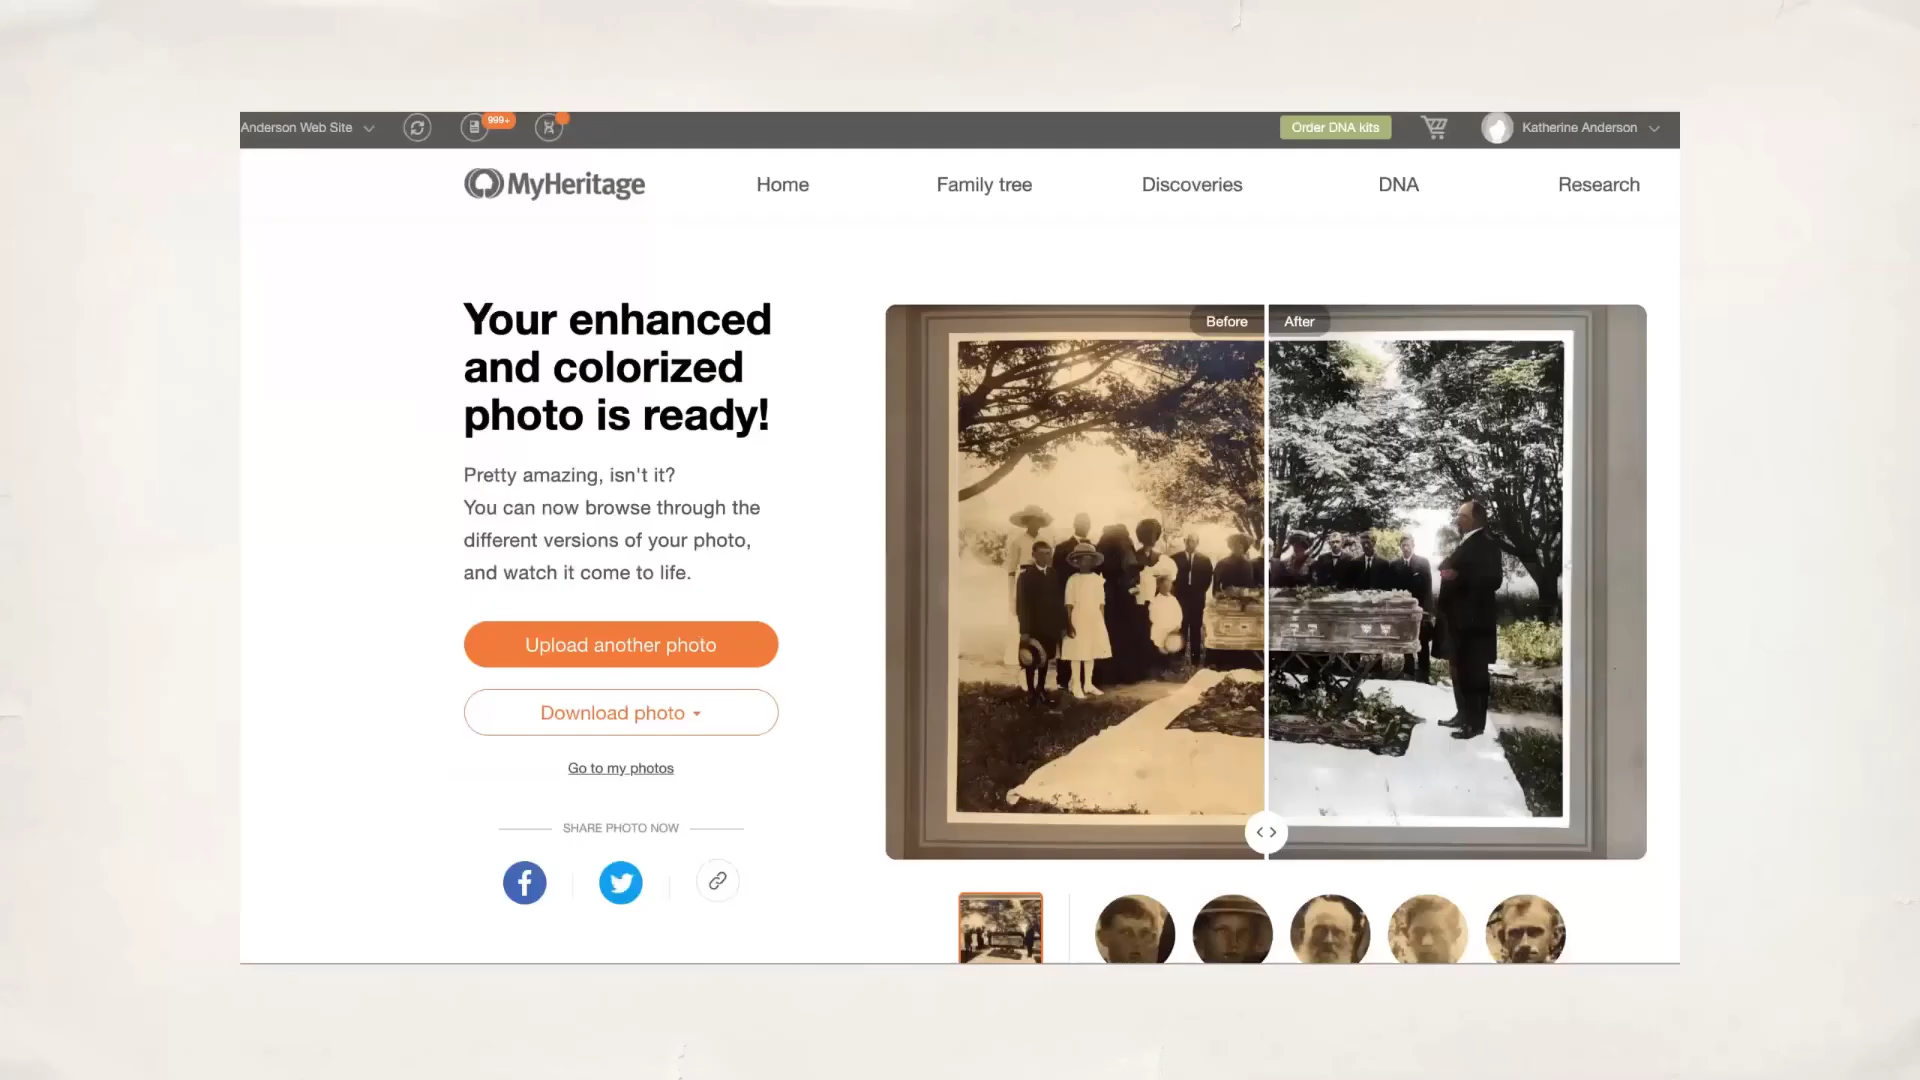 Anderson Web Site
999+
Order DNA kits
Katherine Anderson
MyHeritage
Home
Family tree
Discoveries
DNA
Research
Your enhanced
and colorized
photo is ready!
Pretty amazing, isn't it?
You can now browse through the
different versions of your photo,
and watch it come to life.
Upload another photo
Download photo
Go to my photos
SHARE PHOTO NOW
Before
After